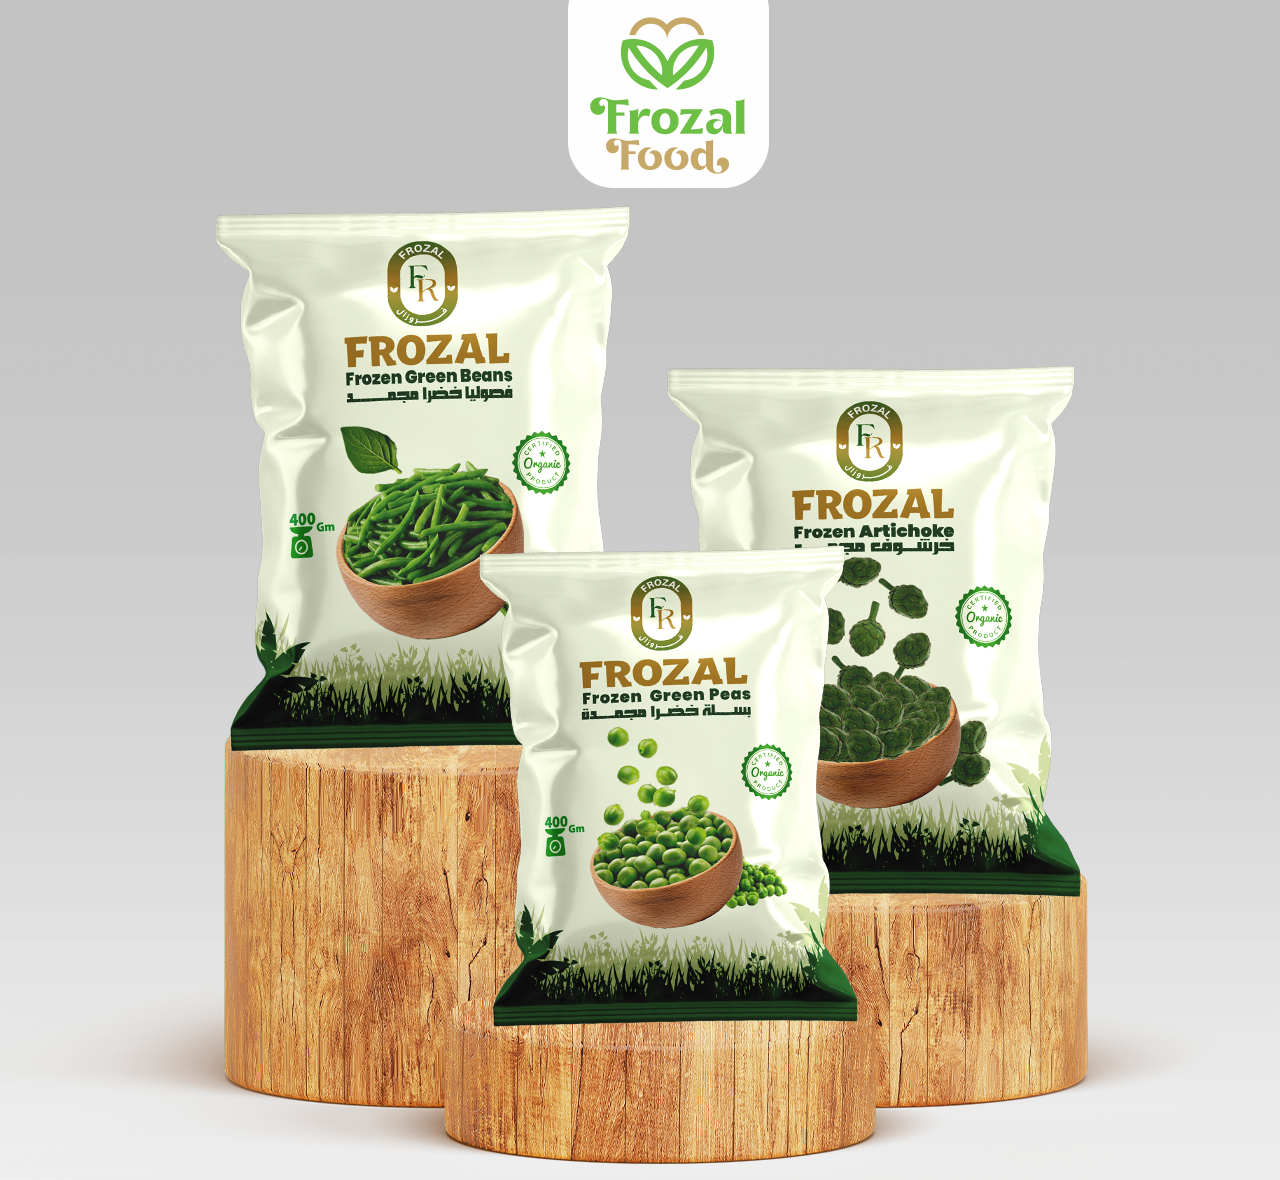 Frozal
Food
FROZAL
FR
فروزال
FROZAL
Frozen Green Beans
فصوليا خضرا مجمد
CERTIFIED
Organic
PRODUCT
400 Gm
FROZAL
FR
فروزال
FROZAL
Frozen Artichoke
خرشوف مجمد
CERTIFIED
Organic
PRODUCT
FROZAL
FR
فروزال
FROZAL
Frozen Green Peas
بسلة خضرا مجمدة
CERTIFIED
Organic
PRODUCT
400 Gm